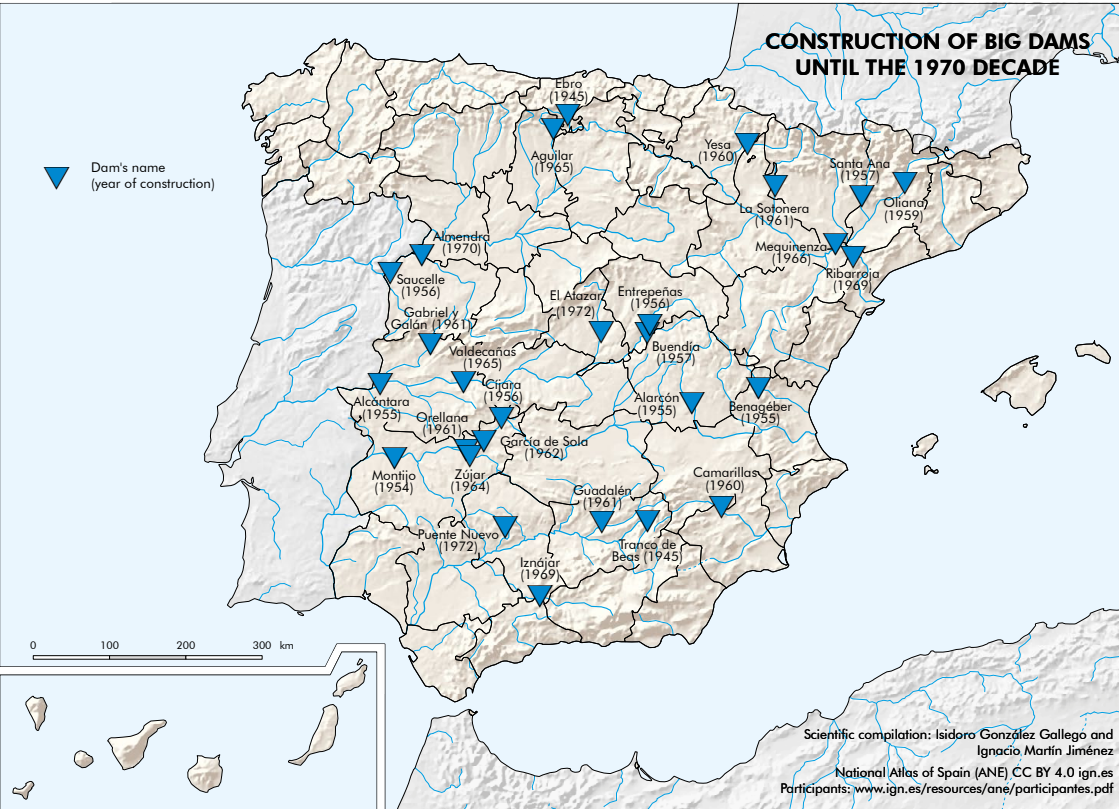 CONSTRUCTION OF BIG DAMS
UNTIL THE 1970 DECADE
Dam's name
(year of construction)
Ebro
(1945)
Aguilar
(1965)
Yesa
(1960)
Santa Ana
(1957)
La Sotonera
(1961)
Oliana
(1959)
Mequinenza
(1966)
Ribarroja
(1969)
Almendra
(1970)
Saucelle
(1956)
Gabriel y
Galán (1961)
El Atazar
(1972)
Entrepeñas
(1956)
Buendía
(1957)
Valdecañas
(1965)
Cíjara
(1956)
Alcántara
(1955)
Orellana
(1961)
Alarcón
(1955)
Benagéber
(1955)
García de Sola
(1962)
Montijo
(1954)
Zújar
(1964)
Camarillas
(1960)
Guadalén
(1961)
Puente Nuevo
(1972)
Tranco de
Beas (1945)
Iznájar
(1969)
0 100 200 300 km
Scientific compilation: Isidoro González Gallego and
Ignacio Martín Jiménez
National Atlas of Spain (ANE) CC BY 4.0 ign.es
Participants: www.ign.es/resources/ane/participantes.pdf